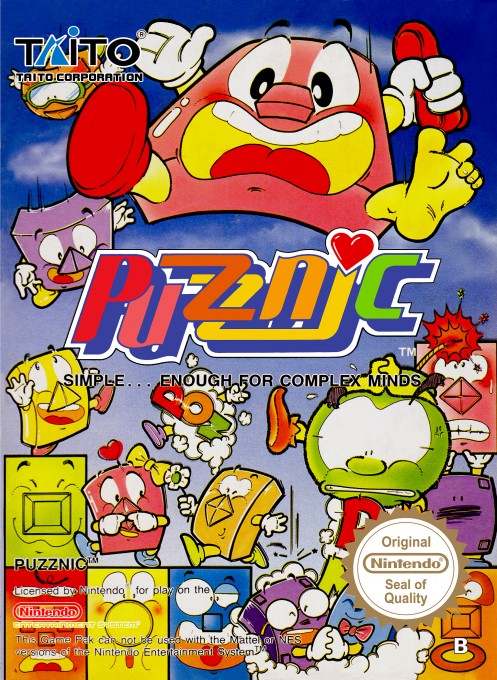 TAITO®
TAITO CORPORATION
PUZZNIC
TM
SIMPLE... ENOUGH FOR COMPLEX MINDS
POW
PUZZNIC™
Licensed by Nintendo® for play on the
Nintendo®
ENTERTAINMENT SYSTEM®
This Game Pak can not be used with the Mattel or NES
versions of the Nintendo Entertainment System™
Original
Nintendo
Seal of
Quality
B